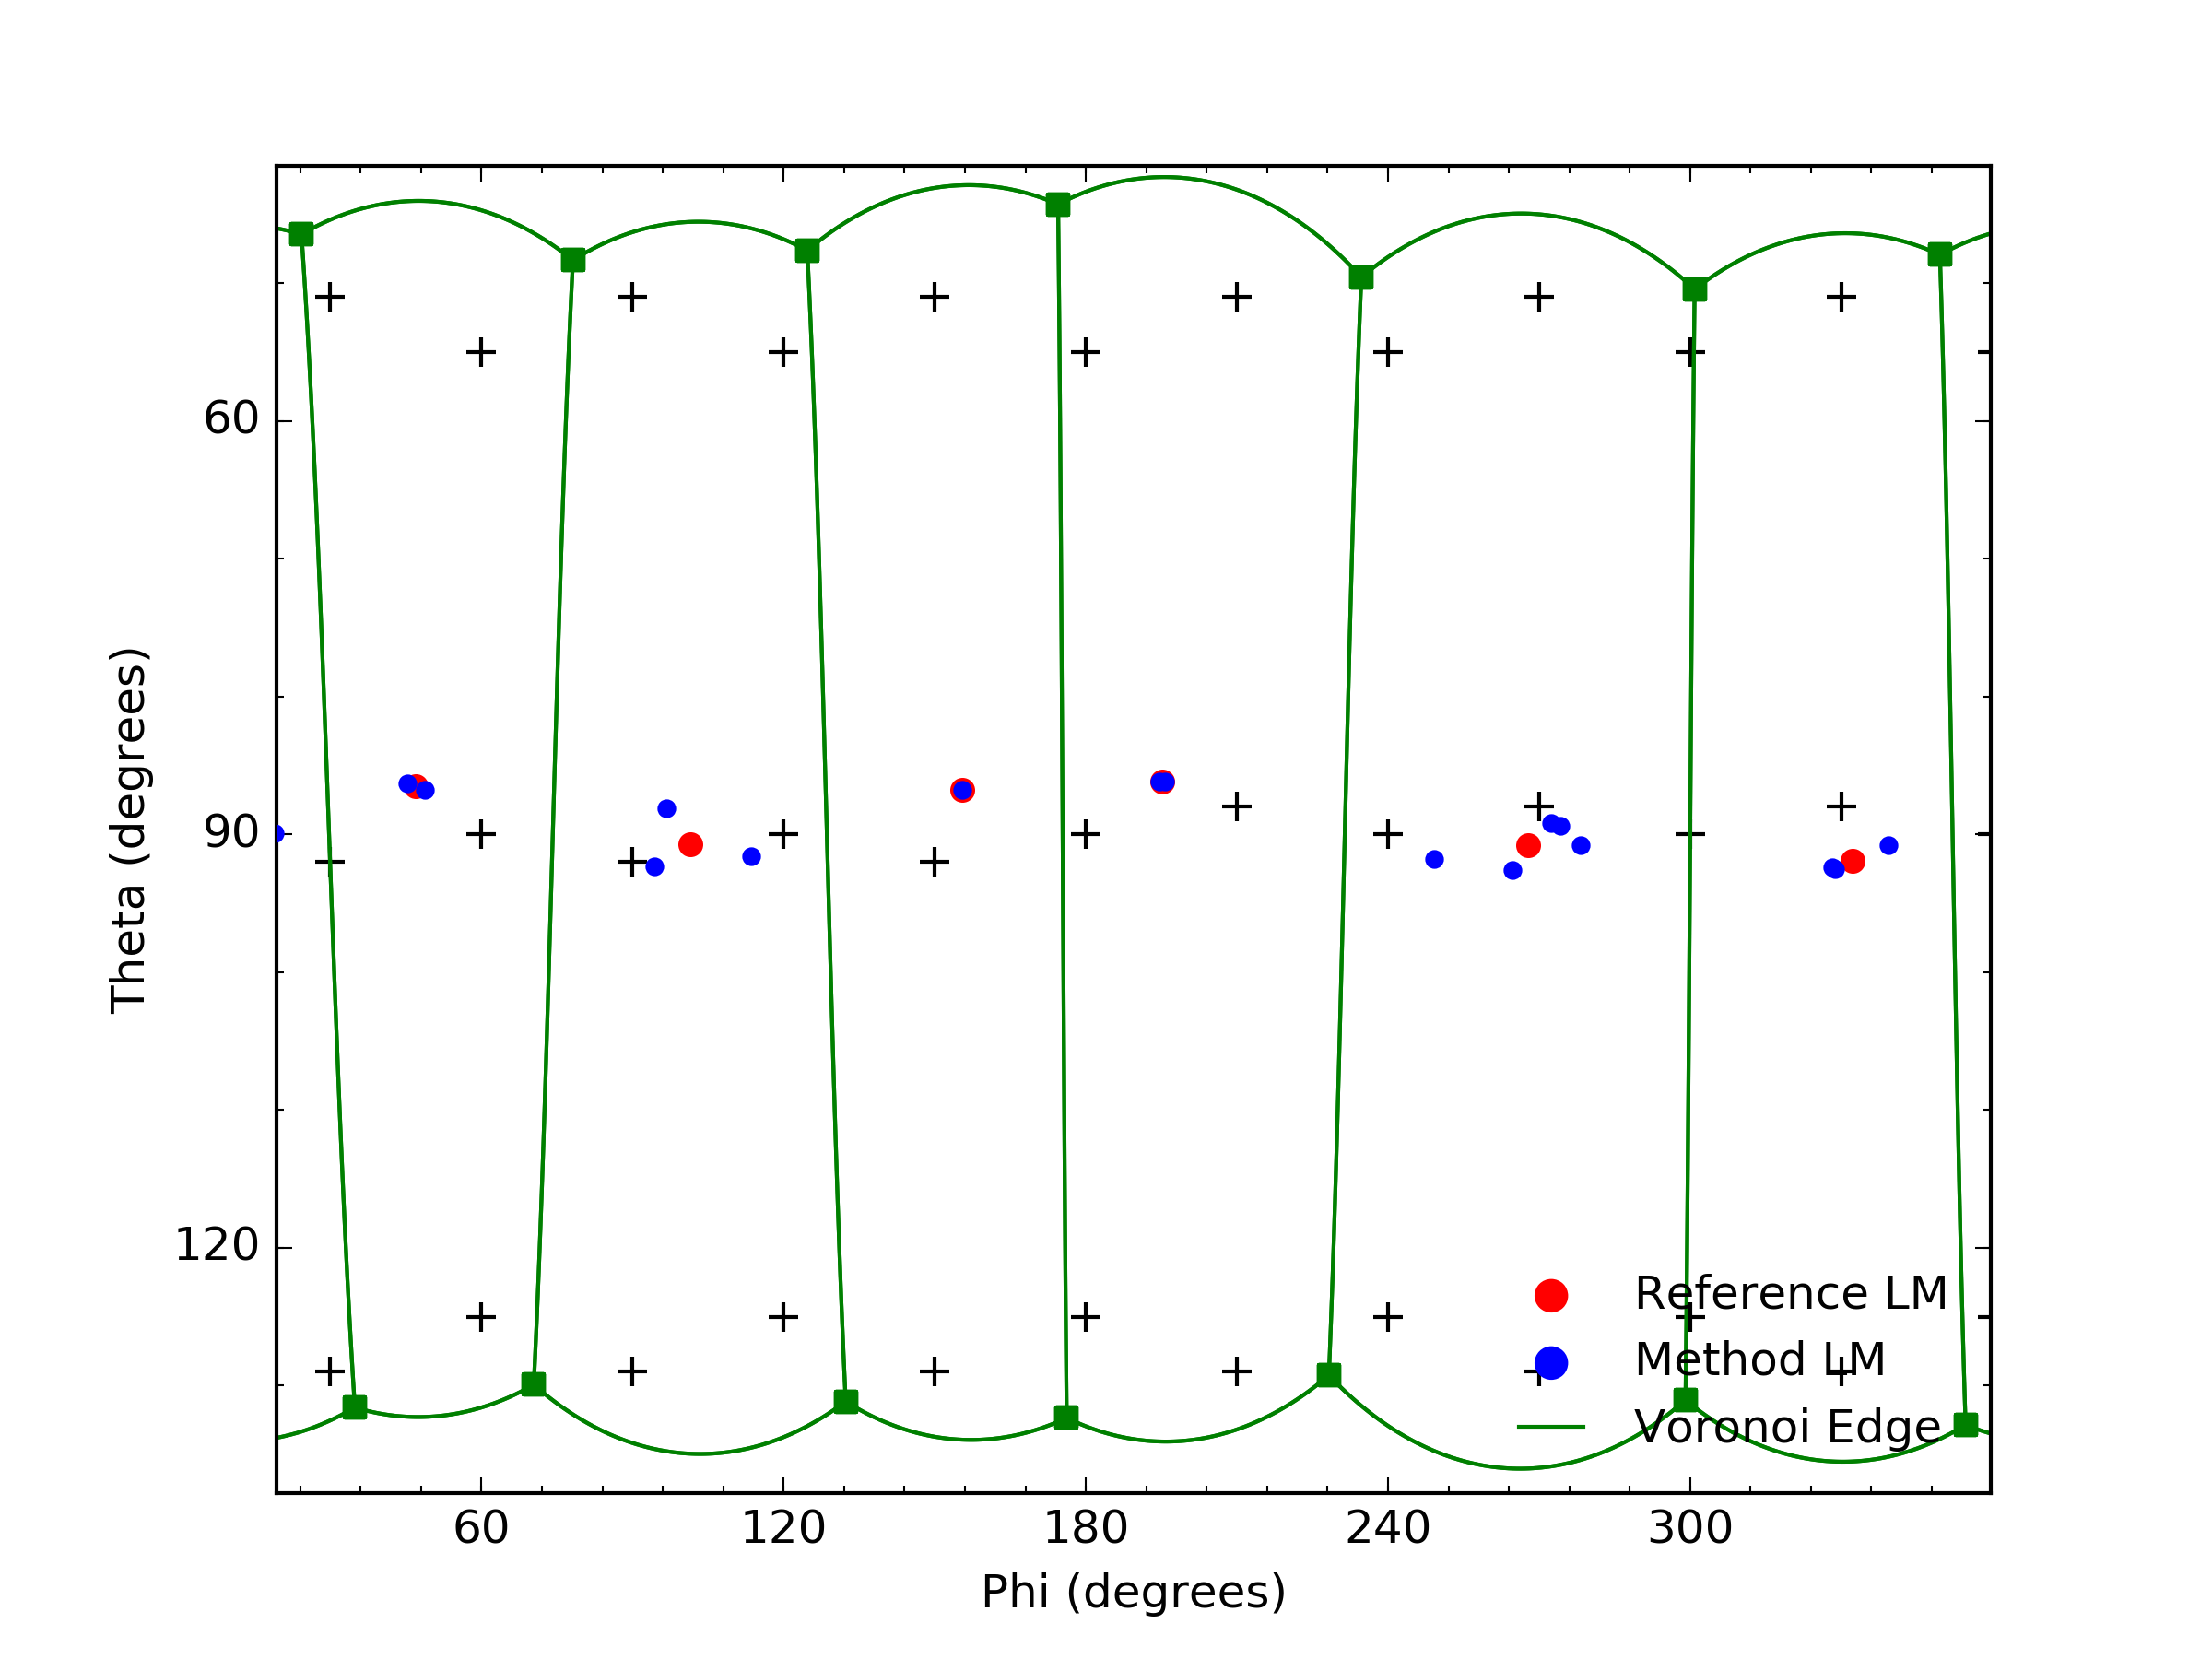 60
90
120
Theta (degrees)
60 120 180 240 300
Phi (degrees)
Reference LM
Method LM
Voronoi Edge